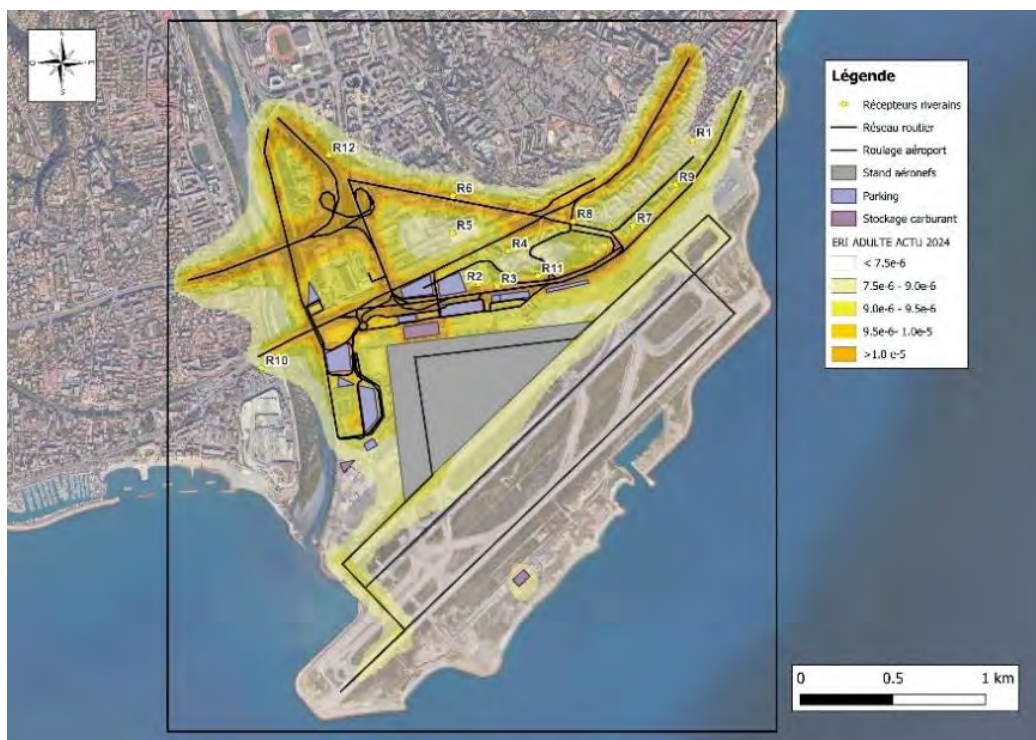 N
O
E
S
Légende
Récepteurs riverains
Réseau routier
Roulage aéroport
Stand aéronefs
Parking
Stockage carburant
ERI ADULTE ACTU 2024
< 7.5e-6
7.5e-6 - 9.0e-6
9.0e-6 - 9.5e-6
9.5e-6- 1.0e-5
>1.0 e-5
R1
R12
R9
R6
R8
R7
R5
R4
R2
R3
R11
R10
0 0.5 1 km